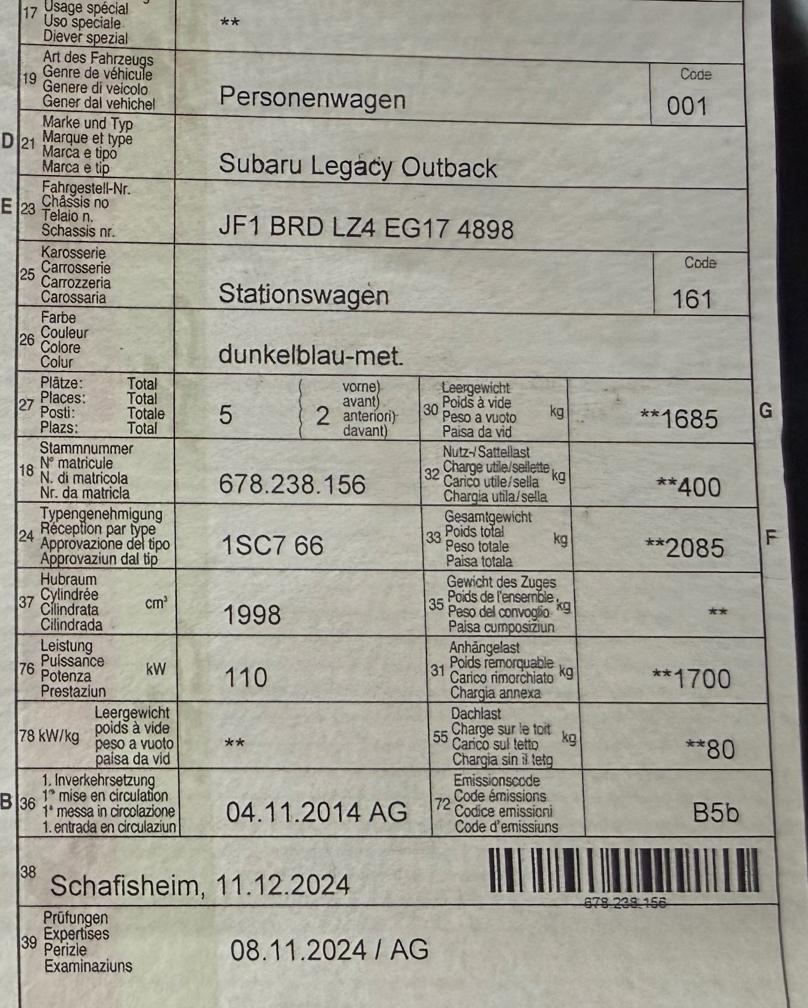 17 Usage spécial
Uso speciale
Diever spezial
**
19 Art des Fahrzeugs
Genre de véhicule
Genere di veicolo
Gener dal vehichel
Personenwagen
Code
001
D 21 Marke und Typ
Marque et type
Marca e tipo
Marca e tip
Subaru Legacy Outback
E 23 Fahrgestell-Nr.
Châssis no
Telaio n.
Schassis nr.
JF1 BRD LZ4 EG17 4898
25 Karosserie
Carrosserie
Carrozzeria
Carossaria
Stationswagen
Code
161
26 Farbe
Couleur
Colore
Colur
dunkelblau-met.
27 Plätze: Total
Places: Total
Posti: Totale
Plazs: Total
5
2
vorne)
avant)
anteriori)
davant)
30 Leergewicht
Poids à vide
Peso a vuoto
Paisa da vid
kg
**1685
G
18 Stammnummer
N° matricule
N. di matricola
Nr. da matricla
678.238.156
32 Nutz-/Sattellast
Charge utile/sellette
Carico utile/sella
Chargia utila/sella
kg
**400
24 Typengenehmigung
Réception par type
Approvazione del tipo
Approvaziun dal tip
1SC7 66
33 Gesamtgewicht
Poids total
Peso totale
Paisa totala
kg
**2085
F
37 Hubraum
Cylindrée
Cilindrata
Cilindrada
cm³
1998
35 Gewicht des Zuges
Poids de l'ensemble
Peso del convoglio
Paisa cumposiziun
kg
**
76 Leistung
Puissance
Potenza
Prestaziun
kW
110
31 Anhängelast
Poids remorquable
Carico rimorchiato
Chargia annexa
kg
**1700
78 kW/kg
Leergewicht
poids à vide
peso a vuoto
paisa da vid
**
55 Dachlast
Charge sur le toit
Carico sul tetto
Chargia sin il tetg
kg
**80
B 36 1. Inverkehrsetzung
1re mise en circulation
1a messa in circolazione
1. entrada en circulaziun
04.11.2014 AG
72 Emissionscode
Code émissions
Codice emissioni
Code d'emissiuns
B5b
38
Schafisheim, 11.12.2024
678.238.156
39 Prüfungen
Expertises
Perizie
Examinaziuns
08.11.2024 / AG